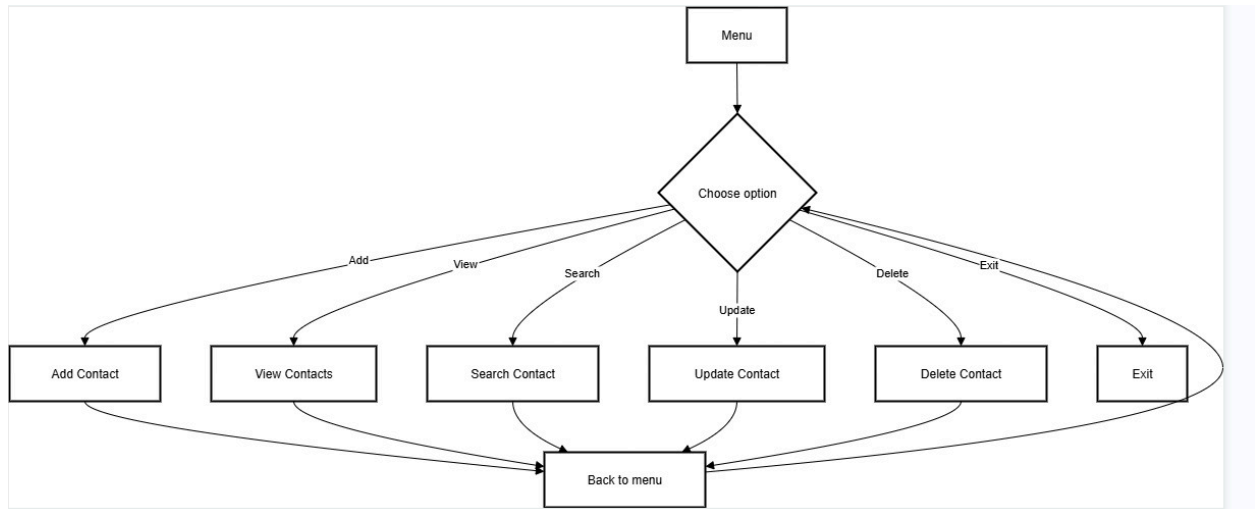 Menu
Choose option
Add
View
Search
Update
Delete
Exit
Add Contact
View Contacts
Search Contact
Update Contact
Delete Contact
Exit
Back to menu